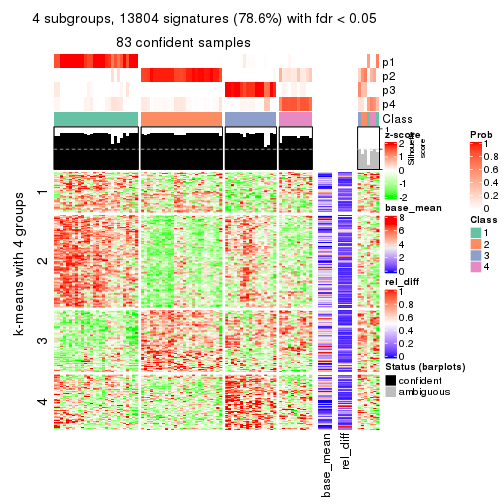 4 subgroups, 13804 signatures (78.6%) with fdr < 0.05
83 confident samples
p1
p2
p3
p4
Class
Silhouette score
1
k-means with 4 groups
1
2
3
4
base_mean
rel_diff
z-score
2
1
0
-1
-2
base_mean
8
6
4
2
0
rel_diff
1
0.8
0.6
0.4
0.2
0
Status (barplots)
confident
ambiguous
Prob
1
0.8
0.6
0.4
0.2
0
Class
1
2
3
4